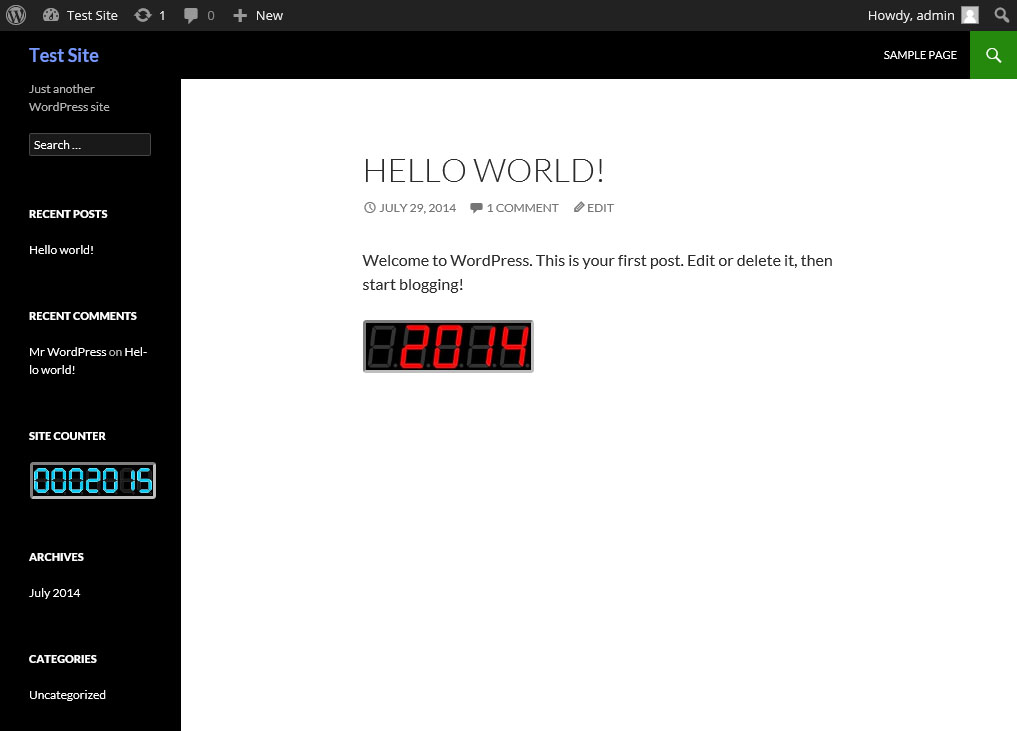 Test Site 1 0 New Howdy, admin
Test Site SAMPLE PAGE
Just another
WordPress site
Search ...
RECENT POSTS
Hello world!
RECENT COMMENTS
Mr WordPress on Hel-
lo world!
SITE COUNTER
0002015
ARCHIVES
July 2014
CATEGORIES
Uncategorized
HELLO WORLD!
JULY 29, 2014 1 COMMENT EDIT
Welcome to WordPress. This is your first post. Edit or delete it, then
start blogging!
2014